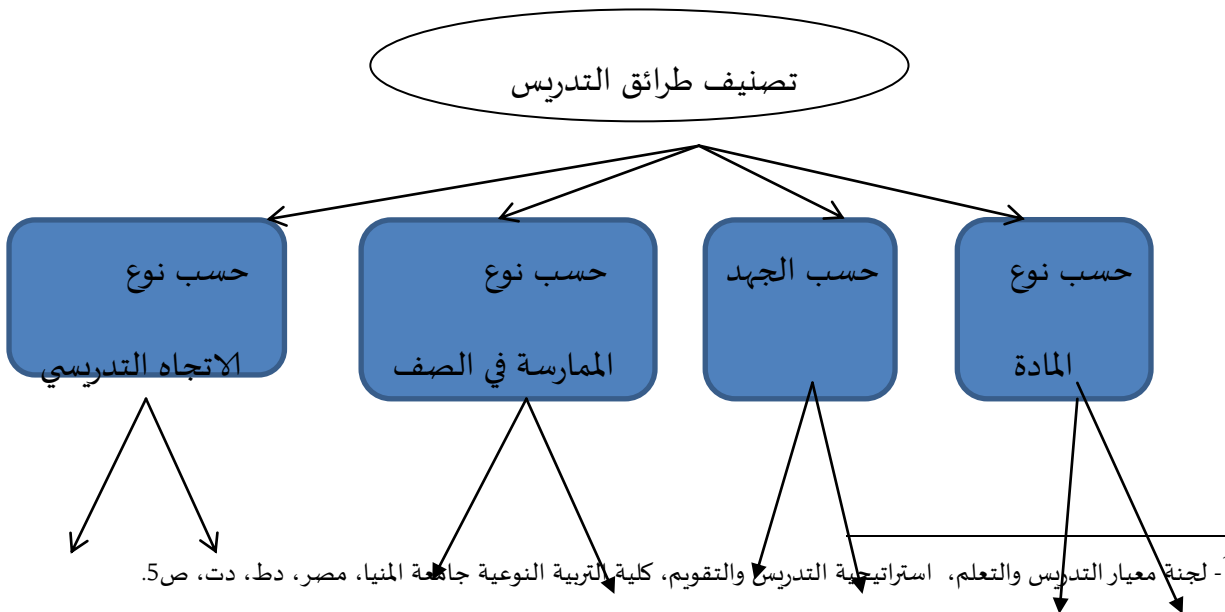 تصنيف طرائق التدريس
حسب نوع
المادة
حسب الجهد
حسب نوع
الممارسة في الصف
حسب نوع
الاتجاه التدريسي
- لجنة معيار التدريس والتعلم، استراتيجية التدريس والتقويم، كلية التربية النوعية جامعة المنيا، مصر، دط، دت، ص5.